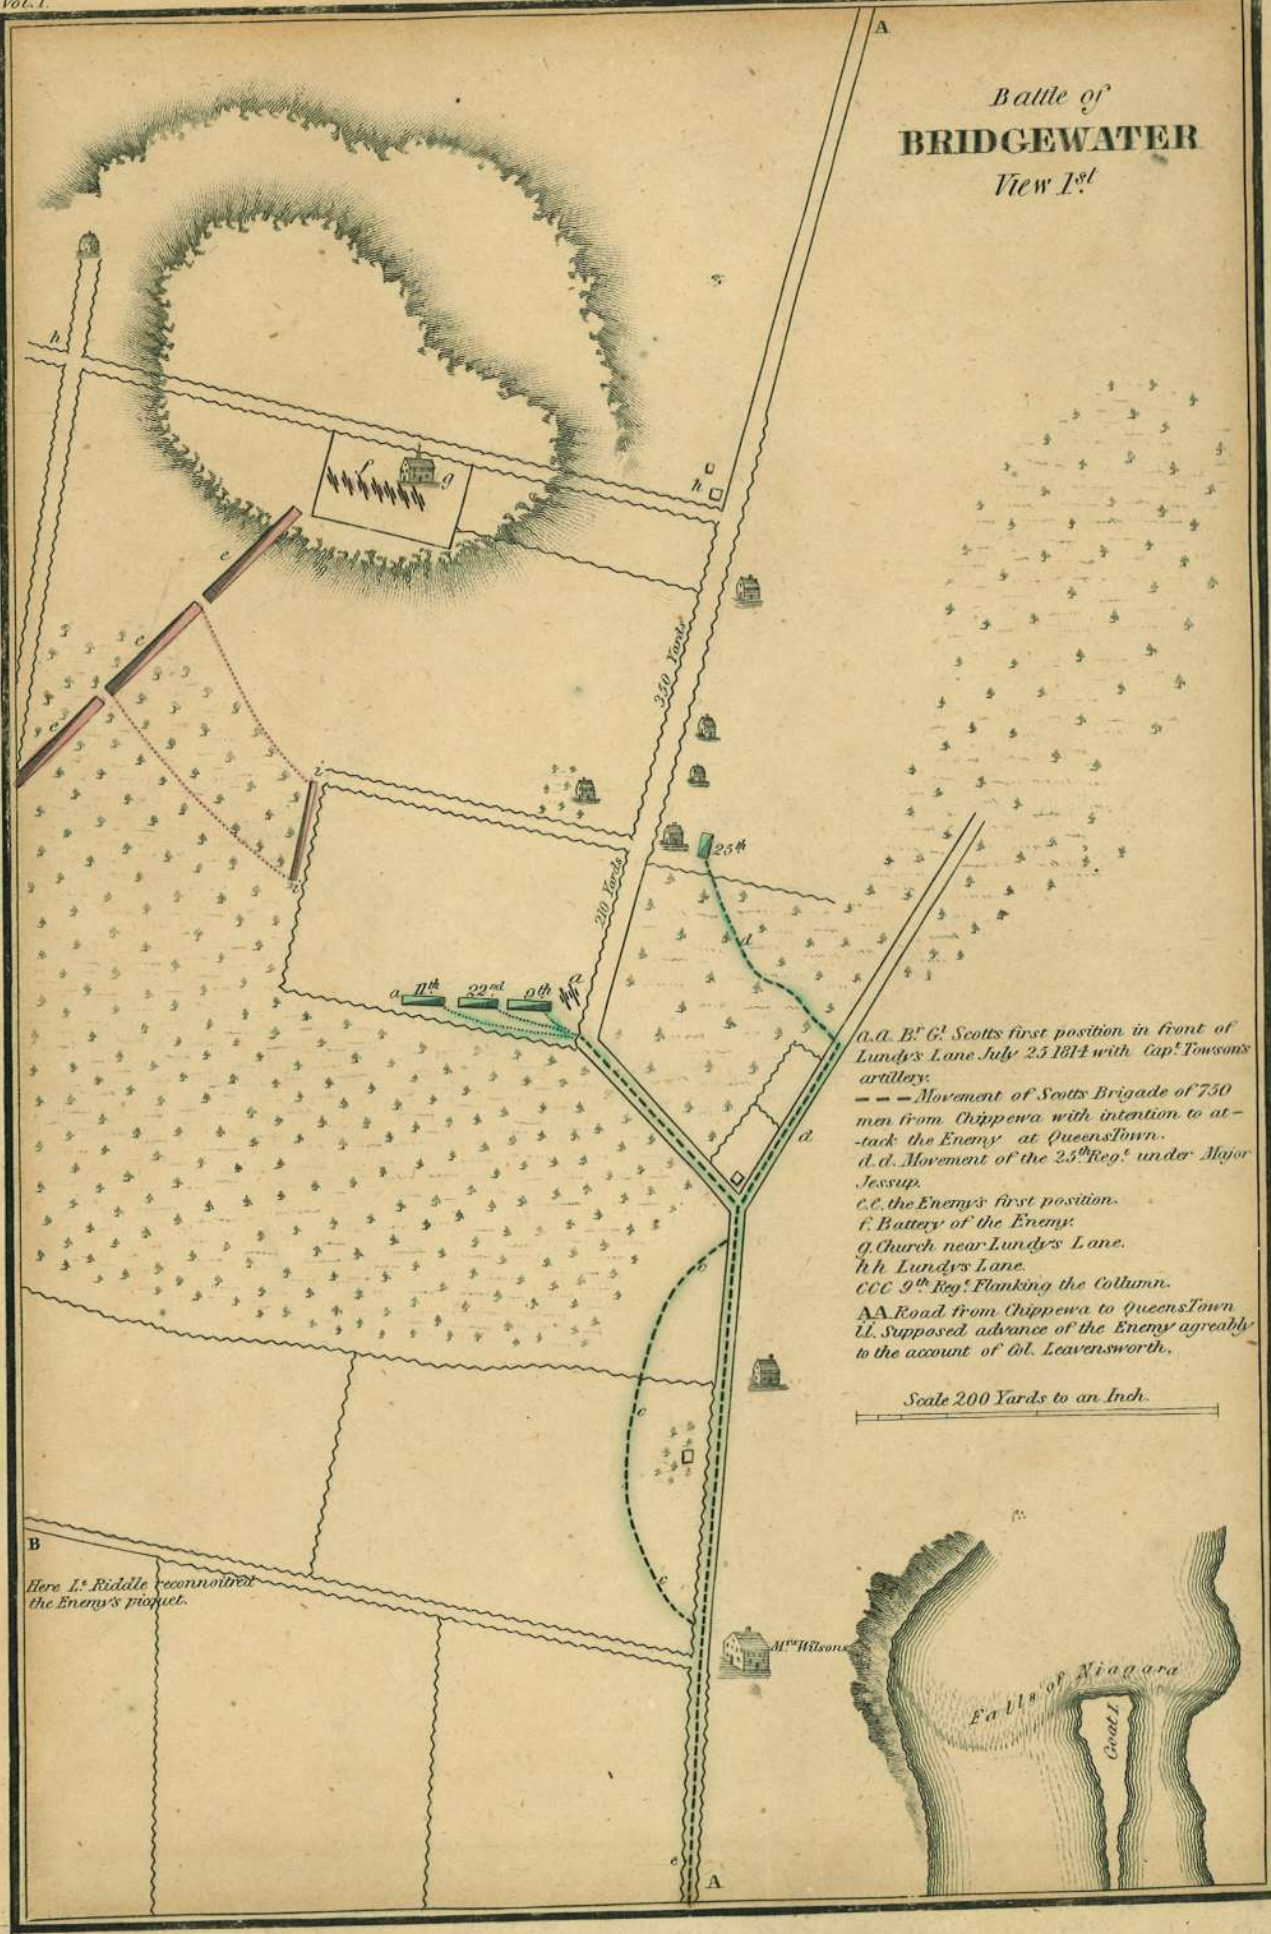 Vol. 1.
A
Battle of
BRIDGEWATER
View 1st
h
f
g
h
e
e
e
350 Yards
i
i
25th
210 Yards
d
a 11th 22nd 9th a
d
a.a. Br. Gl. Scotts first position in front of
Lundy's Lane July 25 1814 with Capt. Towson's
artillery.
--- Movement of Scotts Brigade of 750
men from Chippewa with intention to at-
-tack the Enemy at QueensTown.
d.d. Movement of the 25th Regt. under Major
Jessup.
e.e. the Enemy's first position.
f. Battery of the Enemy.
g. Church near Lundy's Lane.
h h Lundys Lane.
CCC 9th Regt. Flanking the Collumn.
AA Road from Chippewa to QueensTown
ii. Supposed advance of the Enemy agreably
to the account of Col. Leavensworth.
Scale 200 Yards to an Inch.
c
c
B
Here Lt. Riddle reconnoitred
the Enemy's picquet.
Mrs. Wilsons
Falls of Niagara
Goat I.
A